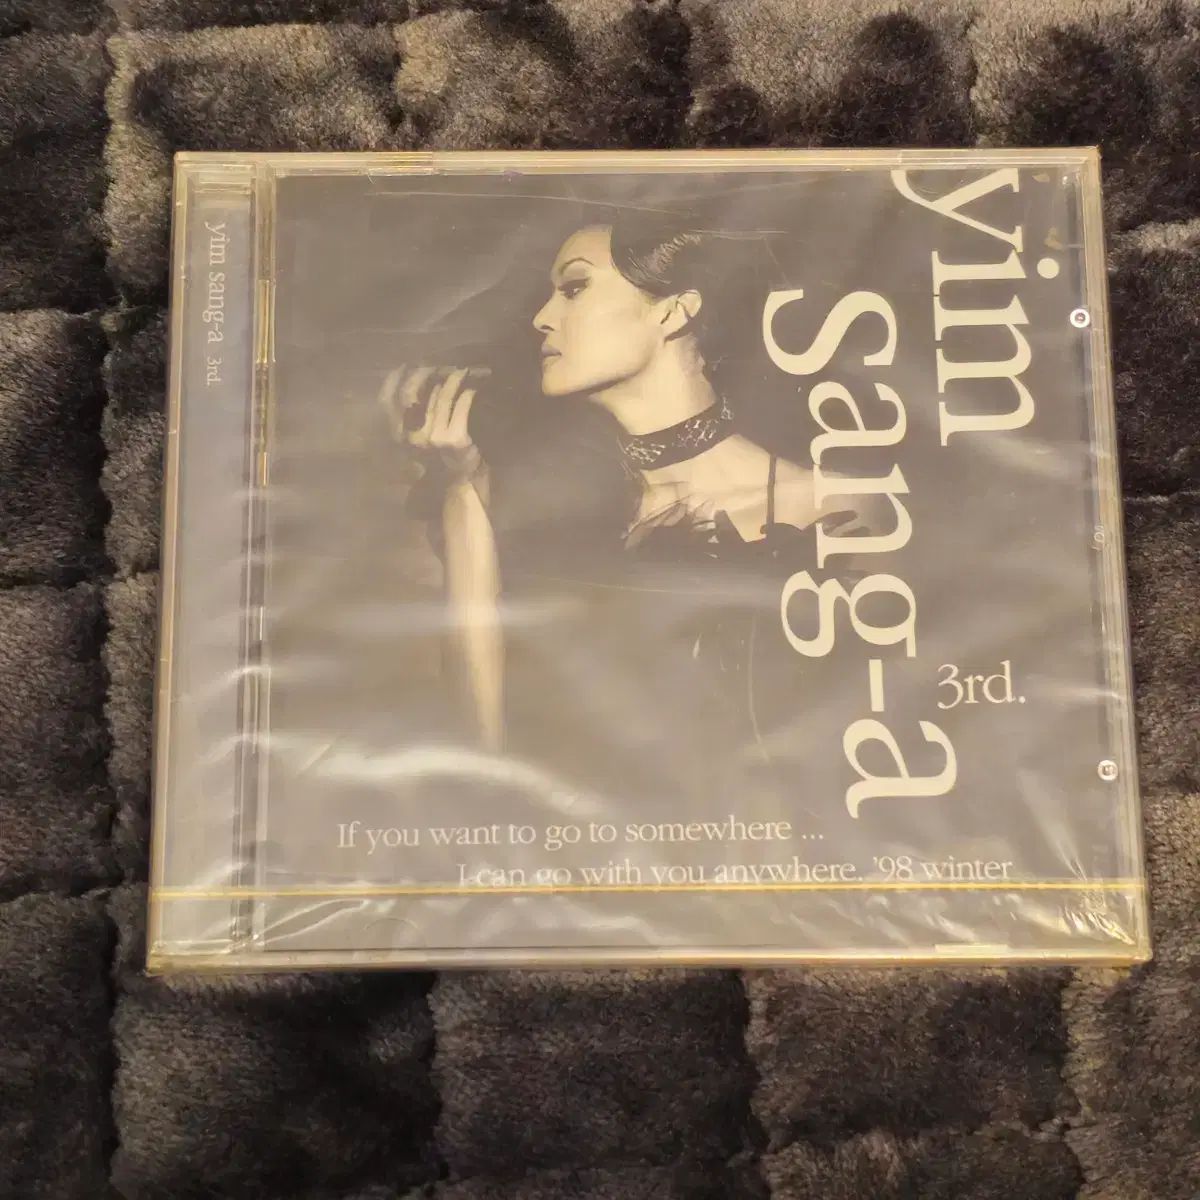 yim sang-a 3rd.
yim
sang-a
3rd.
If you want to go to somewhere ...
I can go with you anywhere. '98 winter